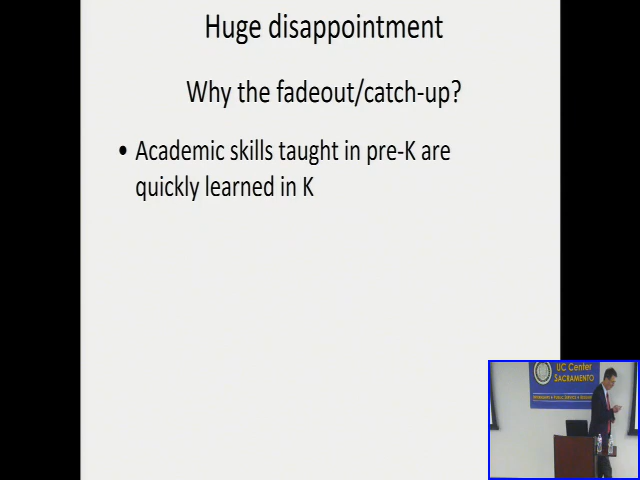 Huge disappointment
Why the fadeout/catch-up?
• Academic skills taught in pre-K are
quickly learned in K
UC Center
SACRAMENTO